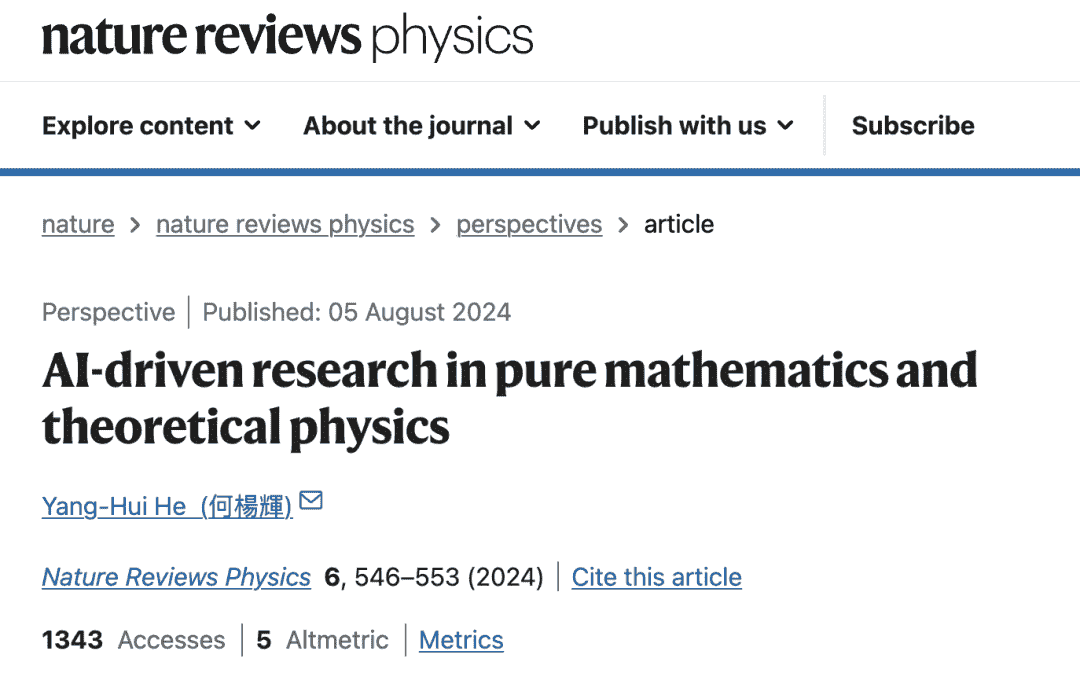 nature reviews physics
Explore content About the journal Publish with us Subscribe
nature > nature reviews physics > perspectives > article
Perspective | Published: 05 August 2024
AI-driven research in pure mathematics and
theoretical physics
Yang-Hui He (何楊輝)
Nature Reviews Physics 6, 546–553 (2024) | Cite this article
1343 Accesses | 5 Altmetric | Metrics